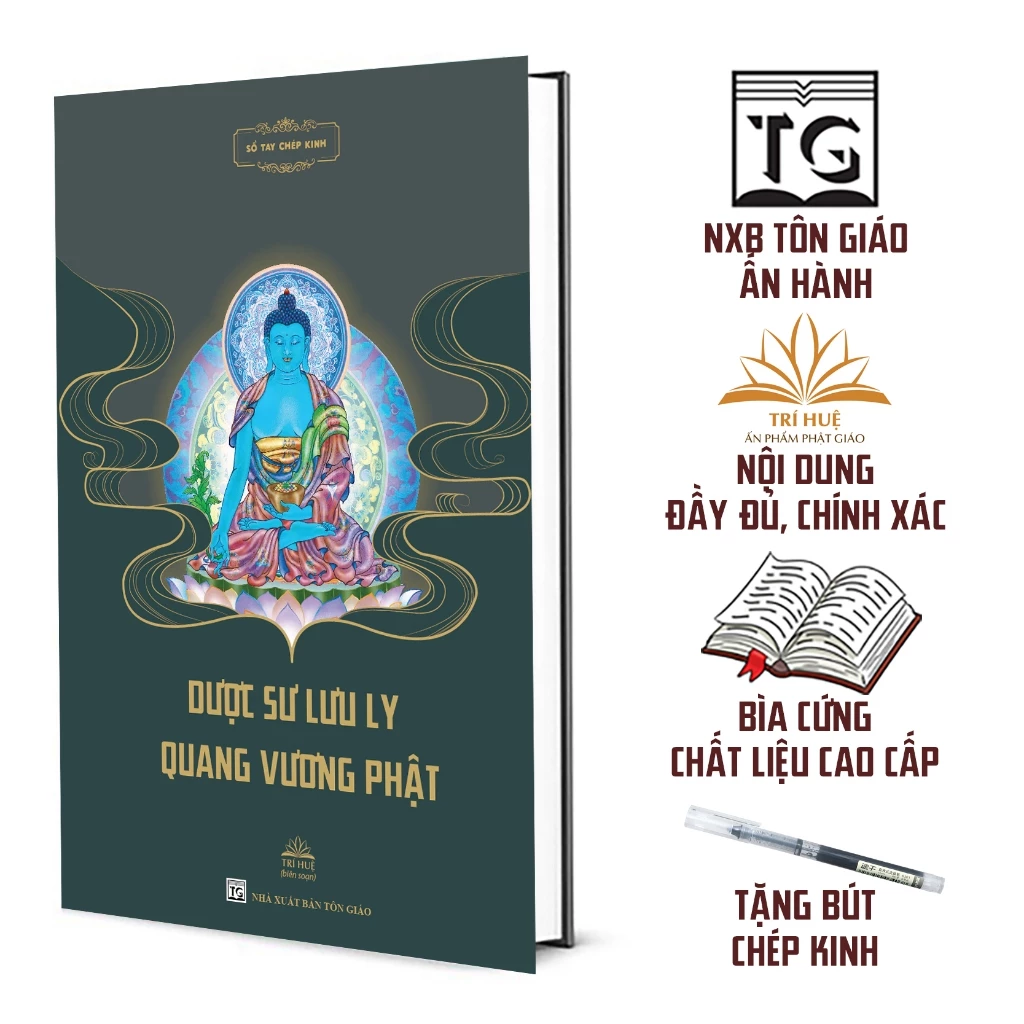 SỔ TAY CHÉP KINH
DƯỢC SƯ LƯU LY
QUANG VƯƠNG PHẬT
TRÍ HUỆ
(biên soạn)
TG
NHÀ XUẤT BẢN TÔN GIÁO
TG
NXB TÔN GIÁO
ẤN HÀNH
TRÍ HUỆ
ẤN PHẨM PHẬT GIÁO
NỘI DUNG
ĐẦY ĐỦ, CHÍNH XÁC
BÌA CỨNG
CHẤT LIỆU CAO CẤP
TẶNG BÚT
CHÉP KINH